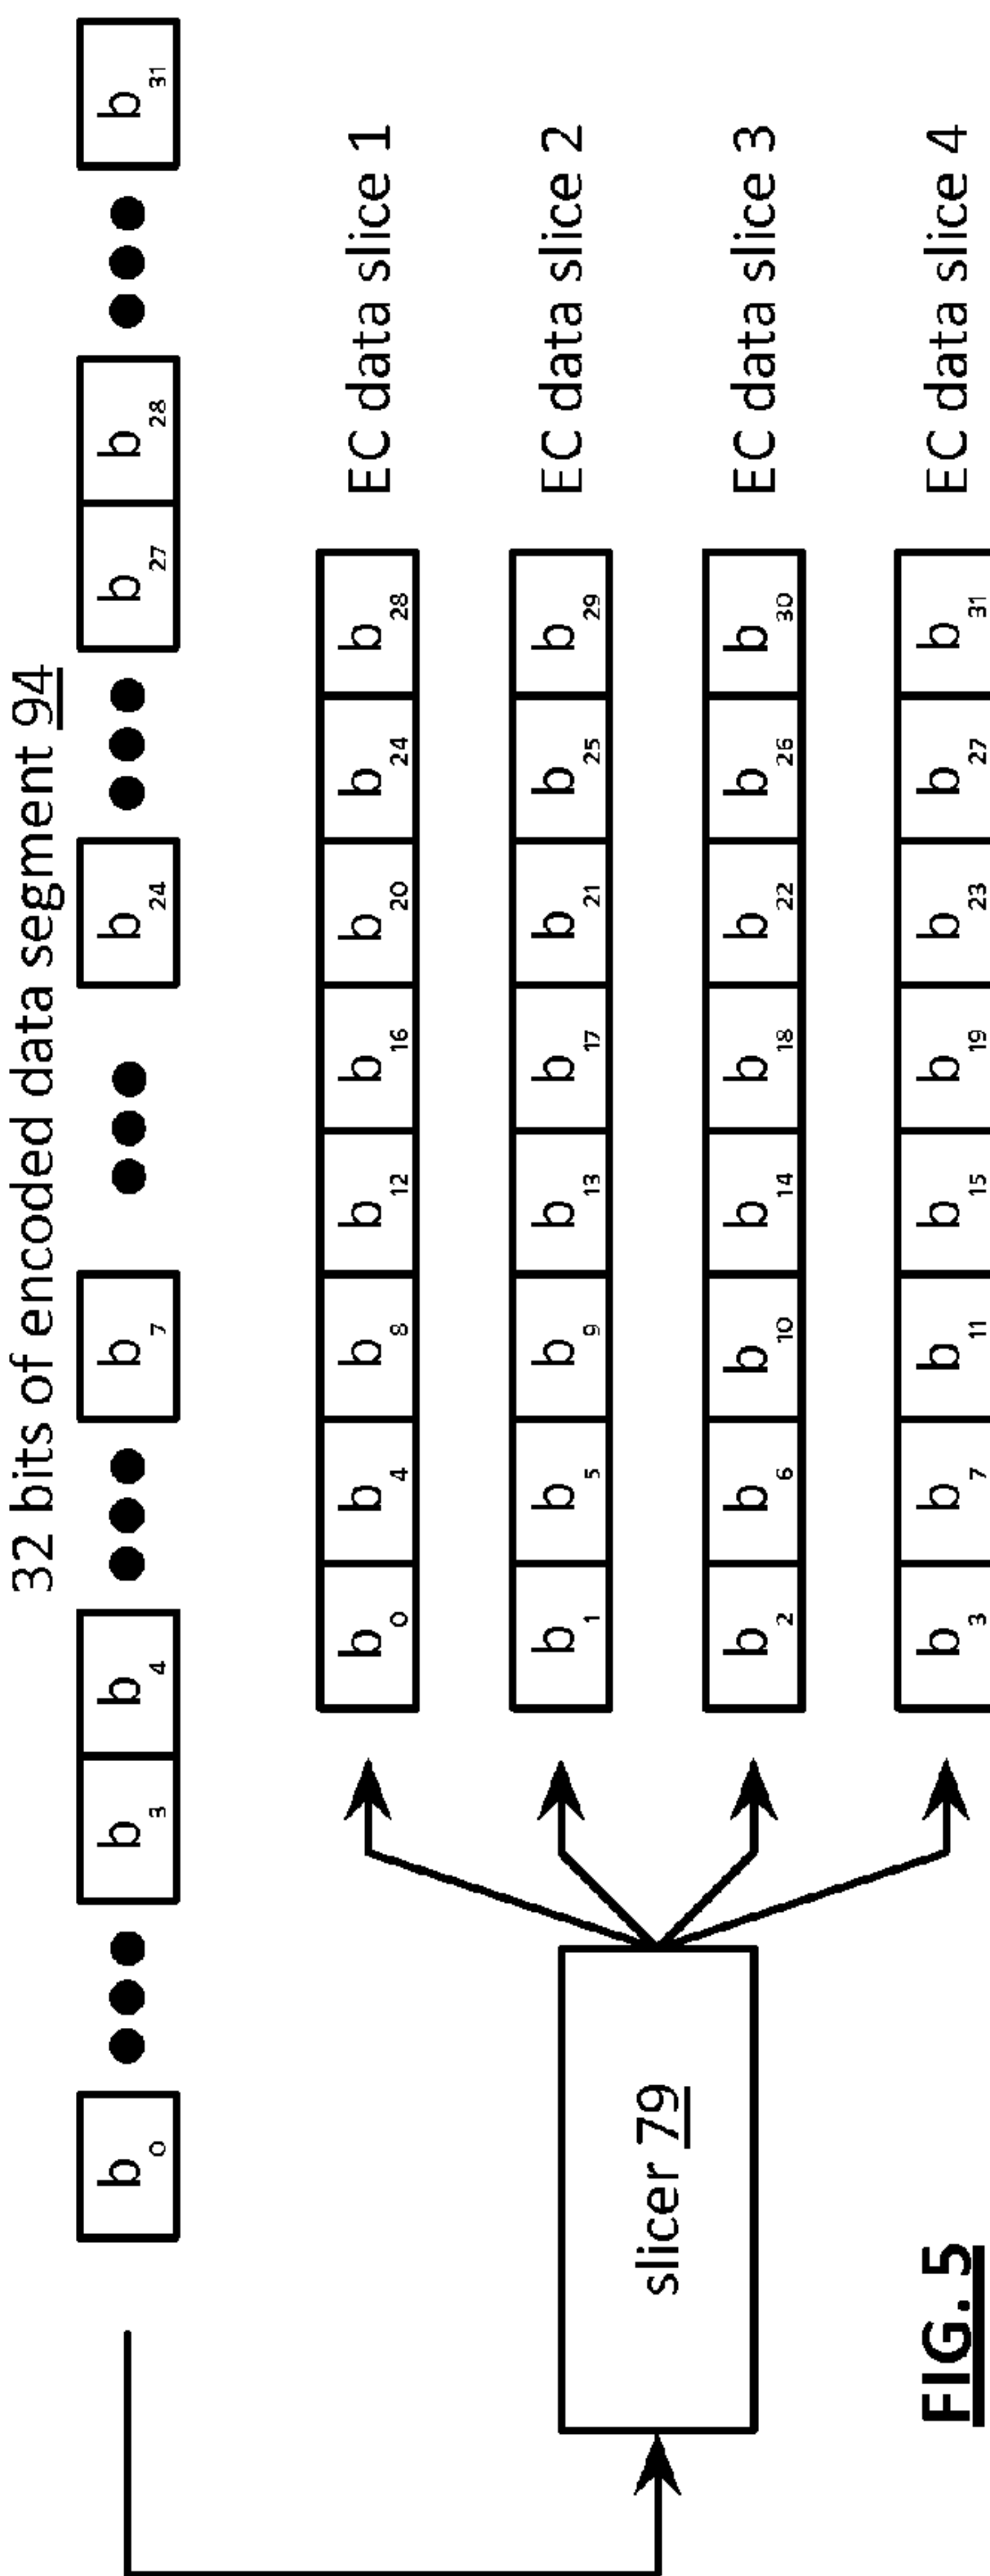 32 bits of encoded data segment 94
b0 ●●● b3 b4 ●●● b7 ●●● b24 ●●● b27 b28 ●●● b31
b0 b4 b8 b12 b16 b20 b24 b28 EC data slice 1
b1 b5 b9 b13 b17 b21 b25 b29 EC data slice 2
slicer 79
b2 b6 b10 b14 b18 b22 b26 b30 EC data slice 3
b3 b7 b11 b15 b19 b23 b27 b31 EC data slice 4
FIG. 5